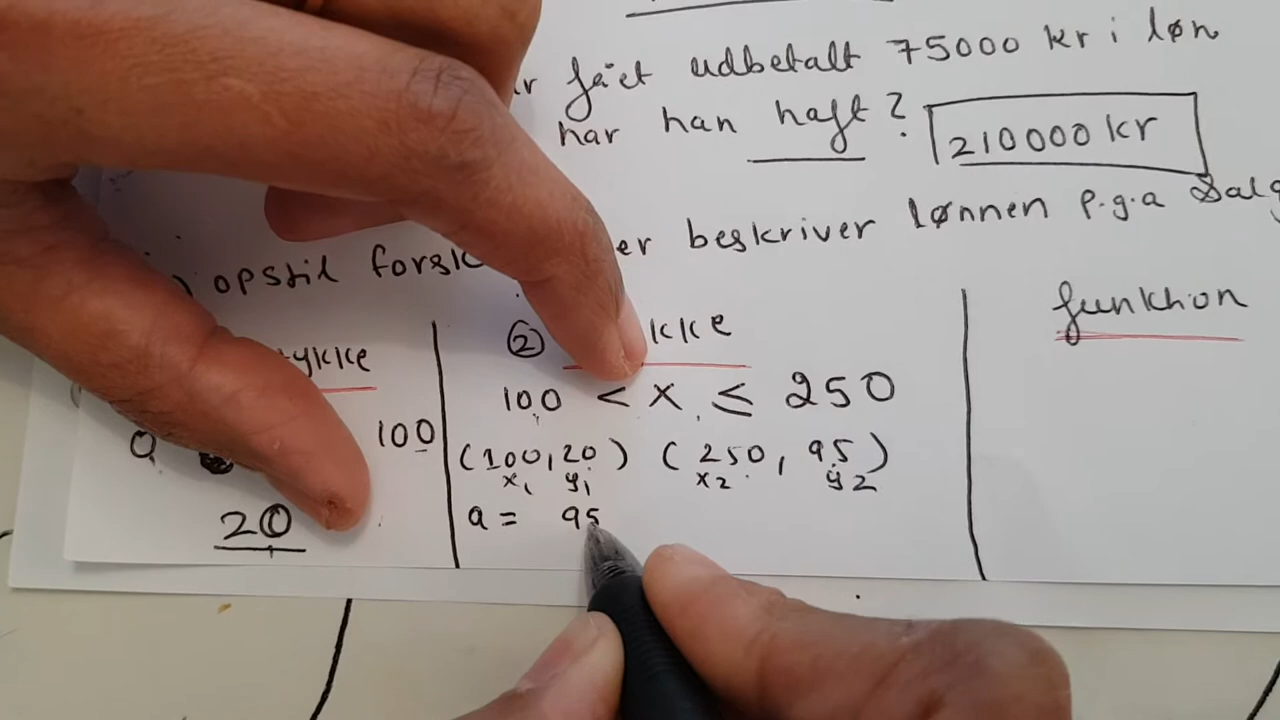 fået udbetalt 75000 kr i løn
har han haft? 210000 kr
opstil beskriver lønnen p.g.a
② funktion
100 < x ≤ 250
0 100
(100,20) (250, 95)
x1 y1 x2 y2
20
a = 95